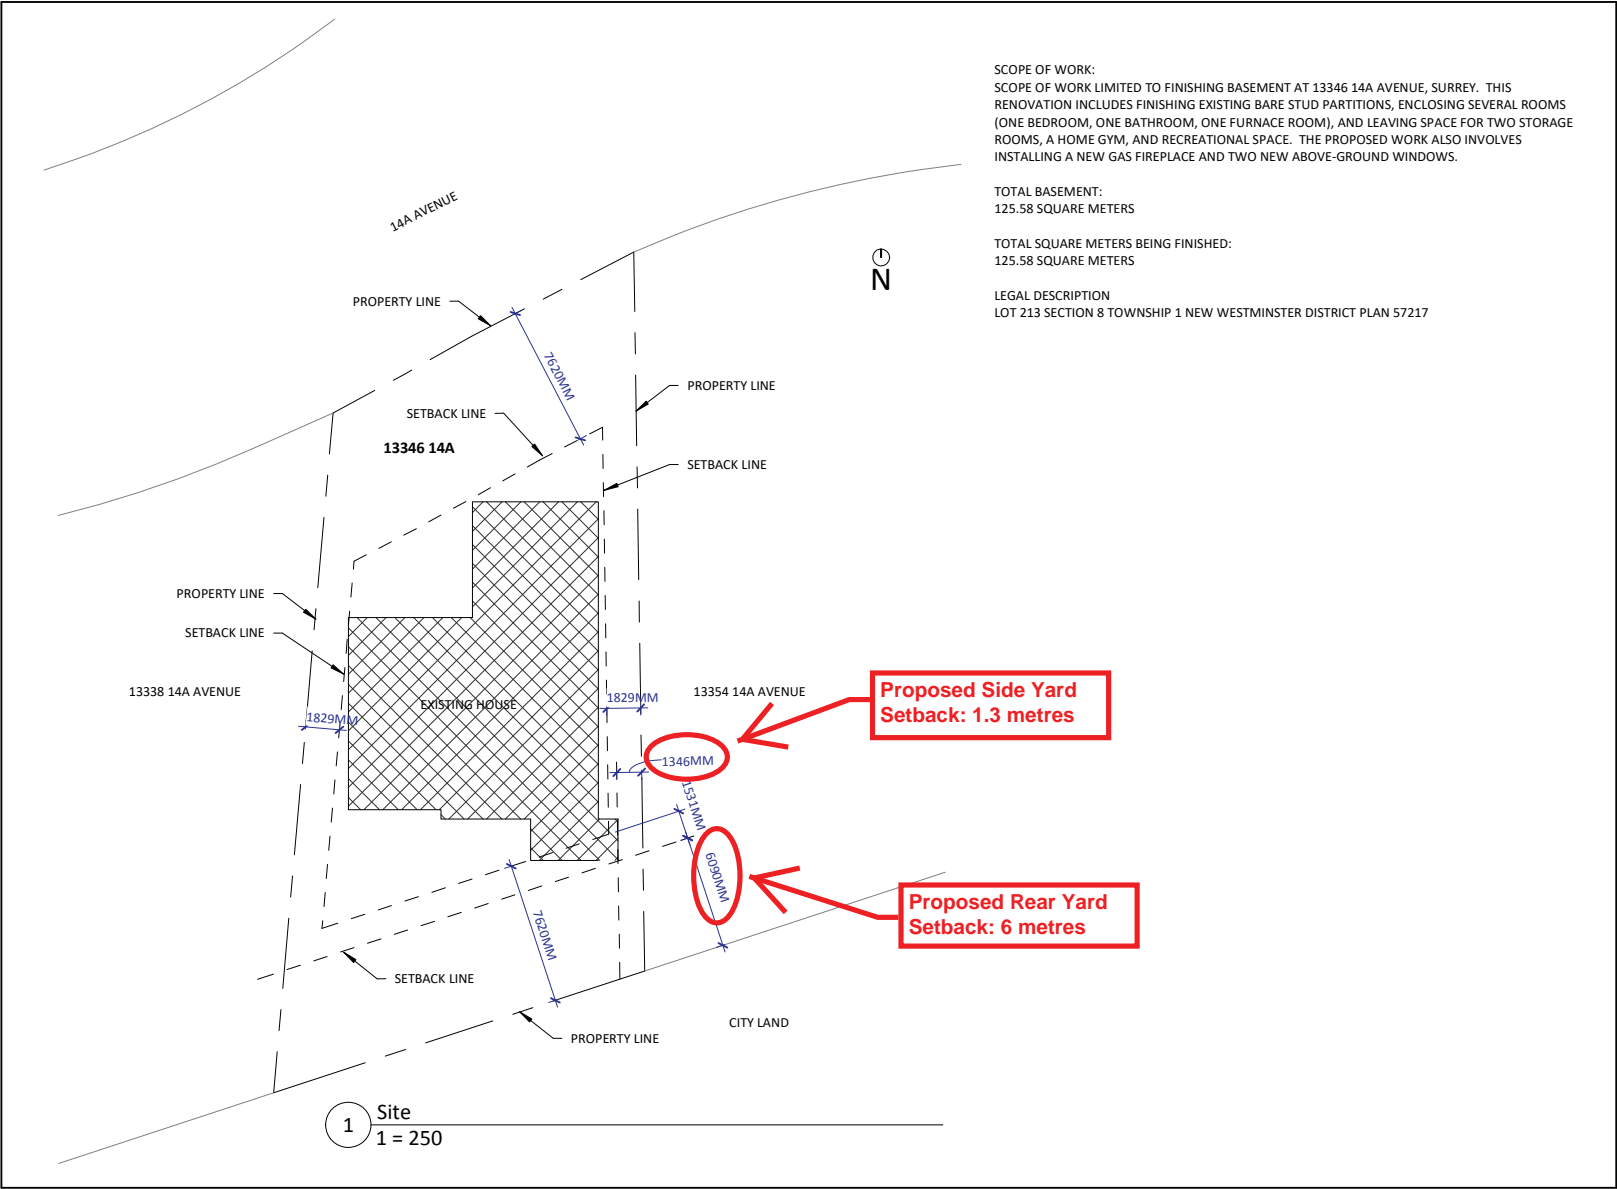 SCOPE OF WORK:
SCOPE OF WORK LIMITED TO FINISHING BASEMENT AT 13346 14A AVENUE, SURREY. THIS
RENOVATION INCLUDES FINISHING EXISTING BARE STUD PARTITIONS, ENCLOSING SEVERAL ROOMS
(ONE BEDROOM, ONE BATHROOM, ONE FURNACE ROOM), AND LEAVING SPACE FOR TWO STORAGE
ROOMS, A HOME GYM, AND RECREATIONAL SPACE. THE PROPOSED WORK ALSO INVOLVES
INSTALLING A NEW GAS FIREPLACE AND TWO NEW ABOVE-GROUND WINDOWS.
TOTAL BASEMENT:
125.58 SQUARE METERS
TOTAL SQUARE METERS BEING FINISHED:
125.58 SQUARE METERS
LEGAL DESCRIPTION
LOT 213 SECTION 8 TOWNSHIP 1 NEW WESTMINSTER DISTRICT PLAN 57217
14A AVENUE
N
PROPERTY LINE
7620MM
PROPERTY LINE
SETBACK LINE
13346 14A
SETBACK LINE
PROPERTY LINE
SETBACK LINE
13338 14A AVENUE
EXISTING HOUSE
1829MM
13354 14A AVENUE
1829MM
Proposed Side Yard
Setback: 1.3 metres
1346MM
1531MM
6090MM
Proposed Rear Yard
Setback: 6 metres
7620MM
SETBACK LINE
CITY LAND
PROPERTY LINE
1
Site
1 = 250